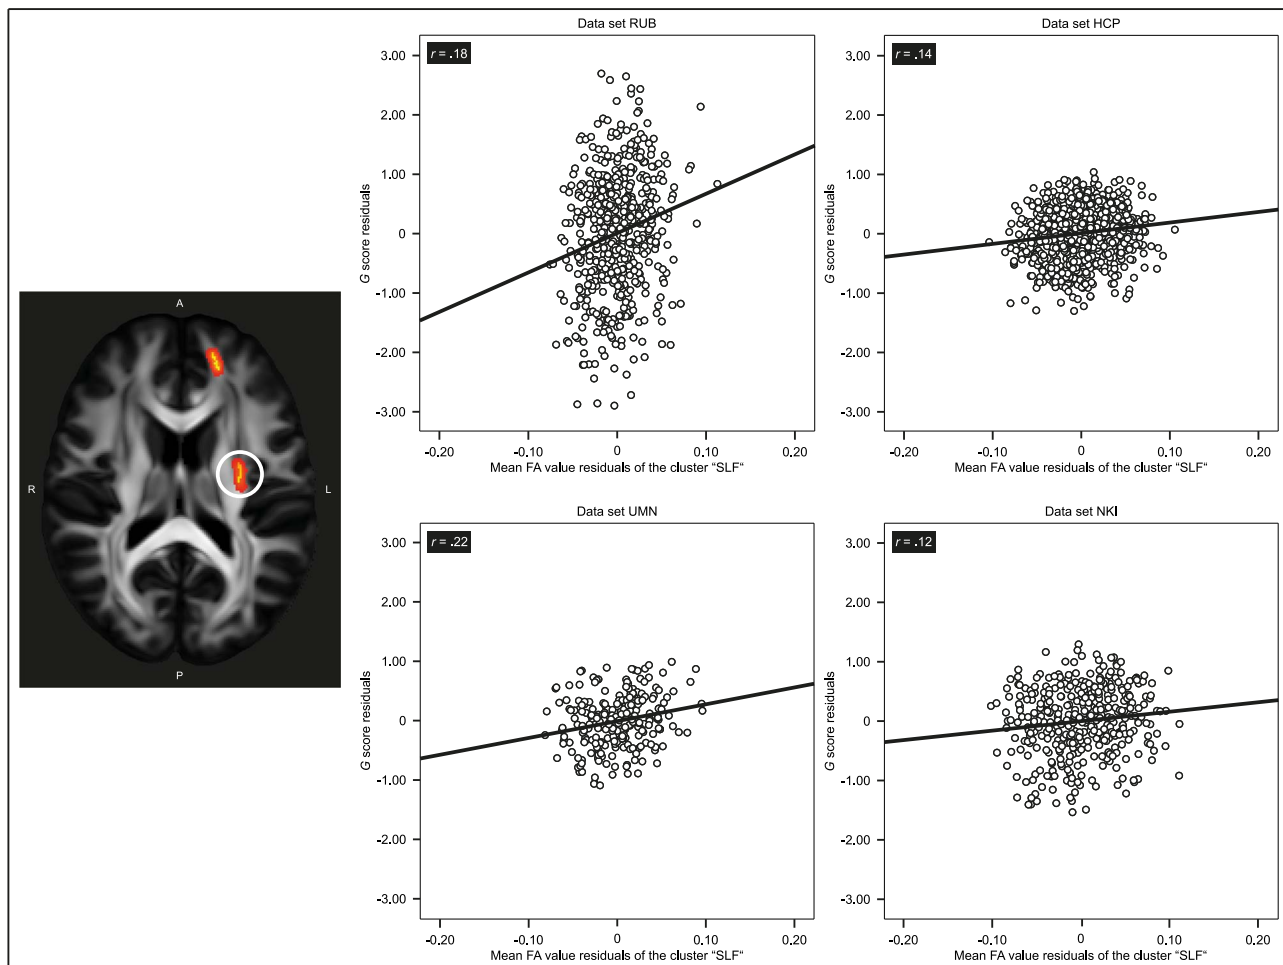 Data set RUB
r = .18
3.00
2.00
1.00
0
-1.00
-2.00
-3.00
G score residuals
-0.20 -0.10 0 0.10 0.20
Mean FA value residuals of the cluster "SLF“
Data set HCP
r = .14
3.00
2.00
1.00
0
-1.00
-2.00
-3.00
G score residuals
-0.20 -0.10 0 0.10 0.20
Mean FA value residuals of the cluster "SLF“
A
R
L
P
Data set UMN
r = .22
3.00
2.00
1.00
0
-1.00
-2.00
-3.00
G score residuals
-0.20 -0.10 0 0.10 0.20
Mean FA value residuals of the cluster "SLF“
Data set NKI
r = .12
3.00
2.00
1.00
0
-1.00
-2.00
-3.00
G score residuals
-0.20 -0.10 0 0.10 0.20
Mean FA value residuals of the cluster "SLF“